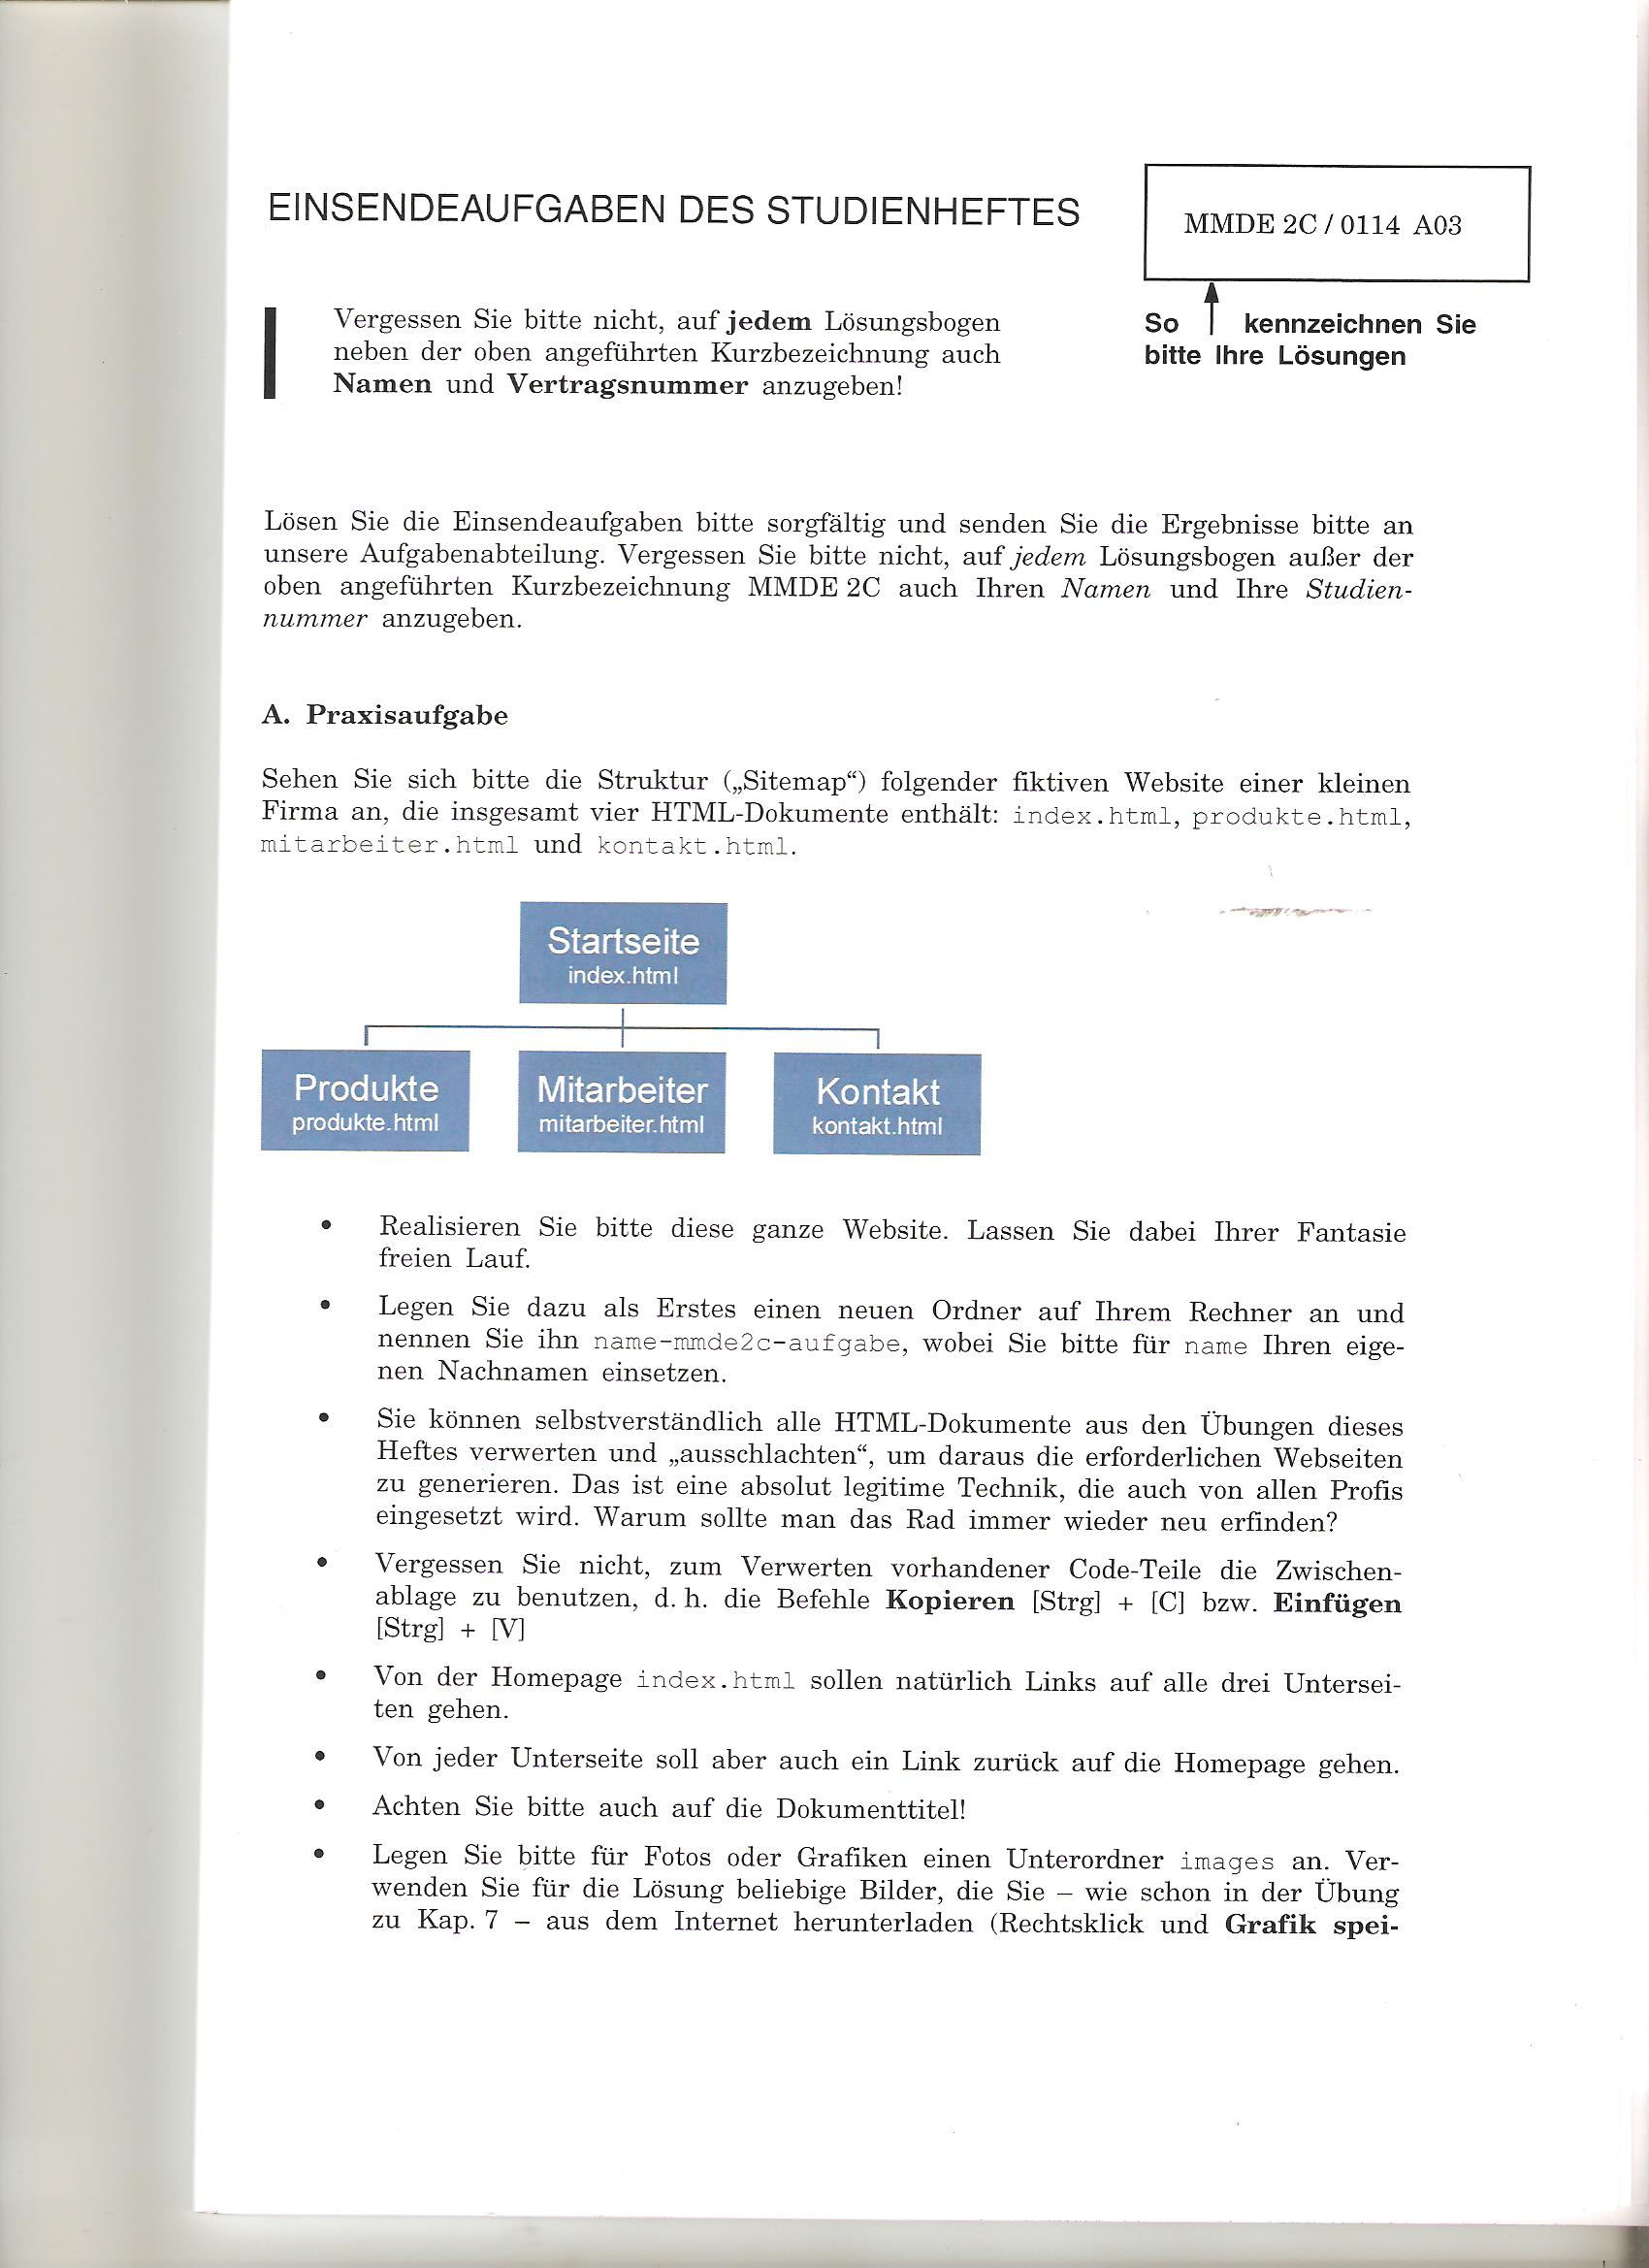 EINSENDEAUFGABEN DES STUDIENHEFTES
MMDE 2C / 0114 A03
So kennzeichnen Sie
bitte Ihre Lösungen
Vergessen Sie bitte nicht, auf jedem Lösungsbogen
neben der oben angeführten Kurzbezeichnung auch
Namen und Vertragsnummer anzugeben!
Lösen Sie die Einsendeaufgaben bitte sorgfältig und senden Sie die Ergebnisse bitte an
unsere Aufgabenabteilung. Vergessen Sie bitte nicht, auf jedem Lösungsbogen außer der
oben angeführten Kurzbezeichnung MMDE 2C auch Ihren Namen und Ihre Studien-
nummer anzugeben.
A. Praxisaufgabe
Sehen Sie sich bitte die Struktur („Sitemap“) folgender fiktiven Website einer kleinen
Firma an, die insgesamt vier HTML-Dokumente enthält: index.html, produkte.html,
mitarbeiter.html und kontakt.html.
Startseite
index.html
Produkte
produkte.html
Mitarbeiter
mitarbeiter.html
Kontakt
kontakt.html
• Realisieren Sie bitte diese ganze Website. Lassen Sie dabei Ihrer Fantasie
freien Lauf.
• Legen Sie dazu als Erstes einen neuen Ordner auf Ihrem Rechner an und
nennen Sie ihn name-mmde2c-aufgabe, wobei Sie bitte für name Ihren eige-
nen Nachnamen einsetzen.
• Sie können selbstverständlich alle HTML-Dokumente aus den Übungen dieses
Heftes verwerten und „ausschlachten“, um daraus die erforderlichen Webseiten
zu generieren. Das ist eine absolut legitime Technik, die auch von allen Profis
eingesetzt wird. Warum sollte man das Rad immer wieder neu erfinden?
• Vergessen Sie nicht, zum Verwerten vorhandener Code-Teile die Zwischen-
ablage zu benutzen, d. h. die Befehle Kopieren [Strg] + [C] bzw. Einfügen
[Strg] + [V]
• Von der Homepage index.html sollen natürlich Links auf alle drei Untersei-
ten gehen.
• Von jeder Unterseite soll aber auch ein Link zurück auf die Homepage gehen.
• Achten Sie bitte auch auf die Dokumenttitel!
• Legen Sie bitte für Fotos oder Grafiken einen Unterordner images an. Ver-
wenden Sie für die Lösung beliebige Bilder, die Sie – wie schon in der Übung
zu Kap. 7 – aus dem Internet herunterladen (Rechtsklick und Grafik spei-